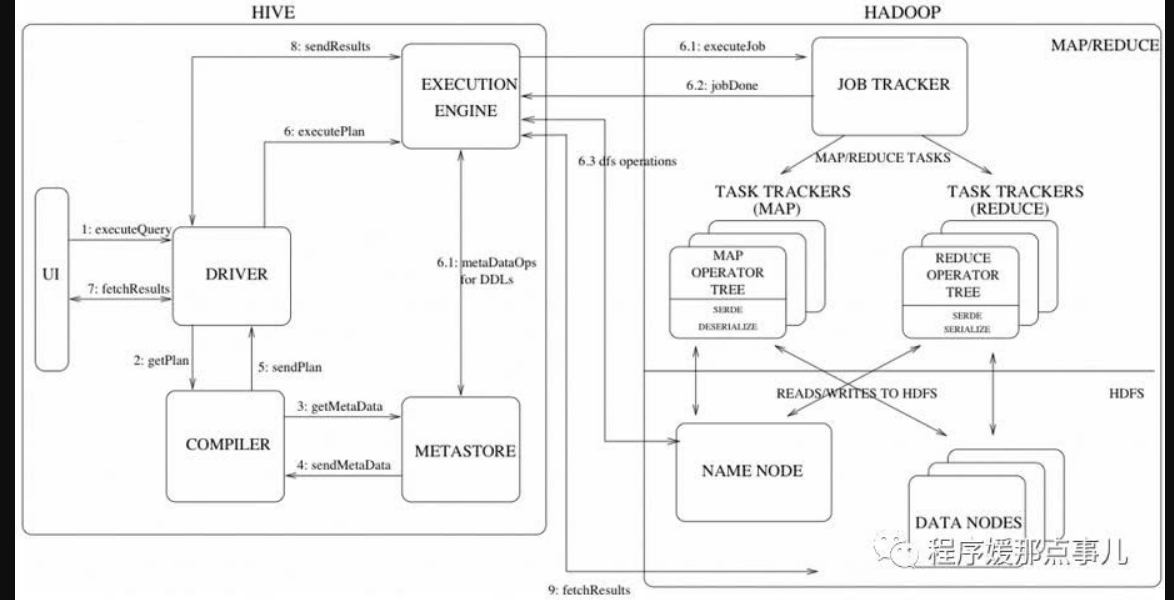 HIVE
HADOOP
MAP/REDUCE
8: sendResults
EXECUTION
ENGINE
6.1: executeJob
6.2: jobDone
JOB TRACKER
6: executePlan
6.3 dfs operations
MAP/REDUCE TASKS
TASK TRACKERS
(MAP)
TASK TRACKERS
(REDUCE)
UI
1: executeQuery
7: fetchResults
DRIVER
6.1: metaDataOps
for DDLs
MAP
OPERATOR
TREE
SERDE
DESERIALIZE
REDUCE
OPERATOR
TREE
SERDE
SERIALIZE
2: getPlan
5: sendPlan
READS/WRITES TO HDFS
HDFS
COMPILER
3: getMetaData
4: sendMetaData
METASTORE
NAME NODE
DATA NODES
程序媛那点事儿
9: fetchResults